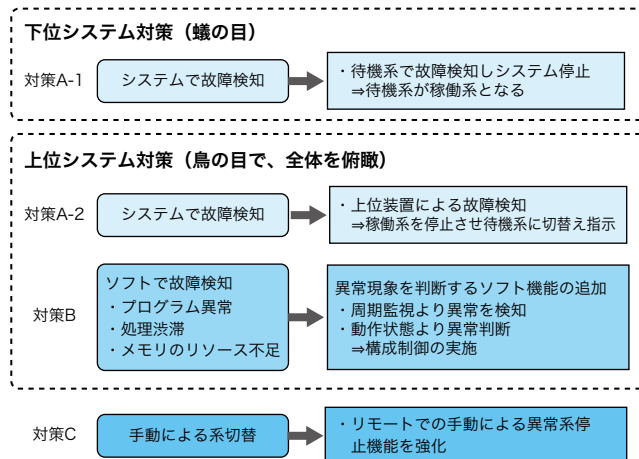 下位システム対策（蟻の目）
対策A-1
システムで故障検知
・待機系で故障検知しシステム停止
⇒待機系が稼働系となる
上位システム対策（鳥の目で、全体を俯瞰）
対策A-2
システムで故障検知
・上位装置による故障検知
⇒稼働系を停止させ待機系に切替え指示
対策B
ソフトで故障検知
・プログラム異常
・処理渋滞
・メモリのリソース不足
異常現象を判断するソフト機能の追加
・周期監視より異常を検知
・動作状態より異常判断
⇒構成制御の実施
対策C
手動による系切替
・リモートでの手動による異常系停
止機能を強化